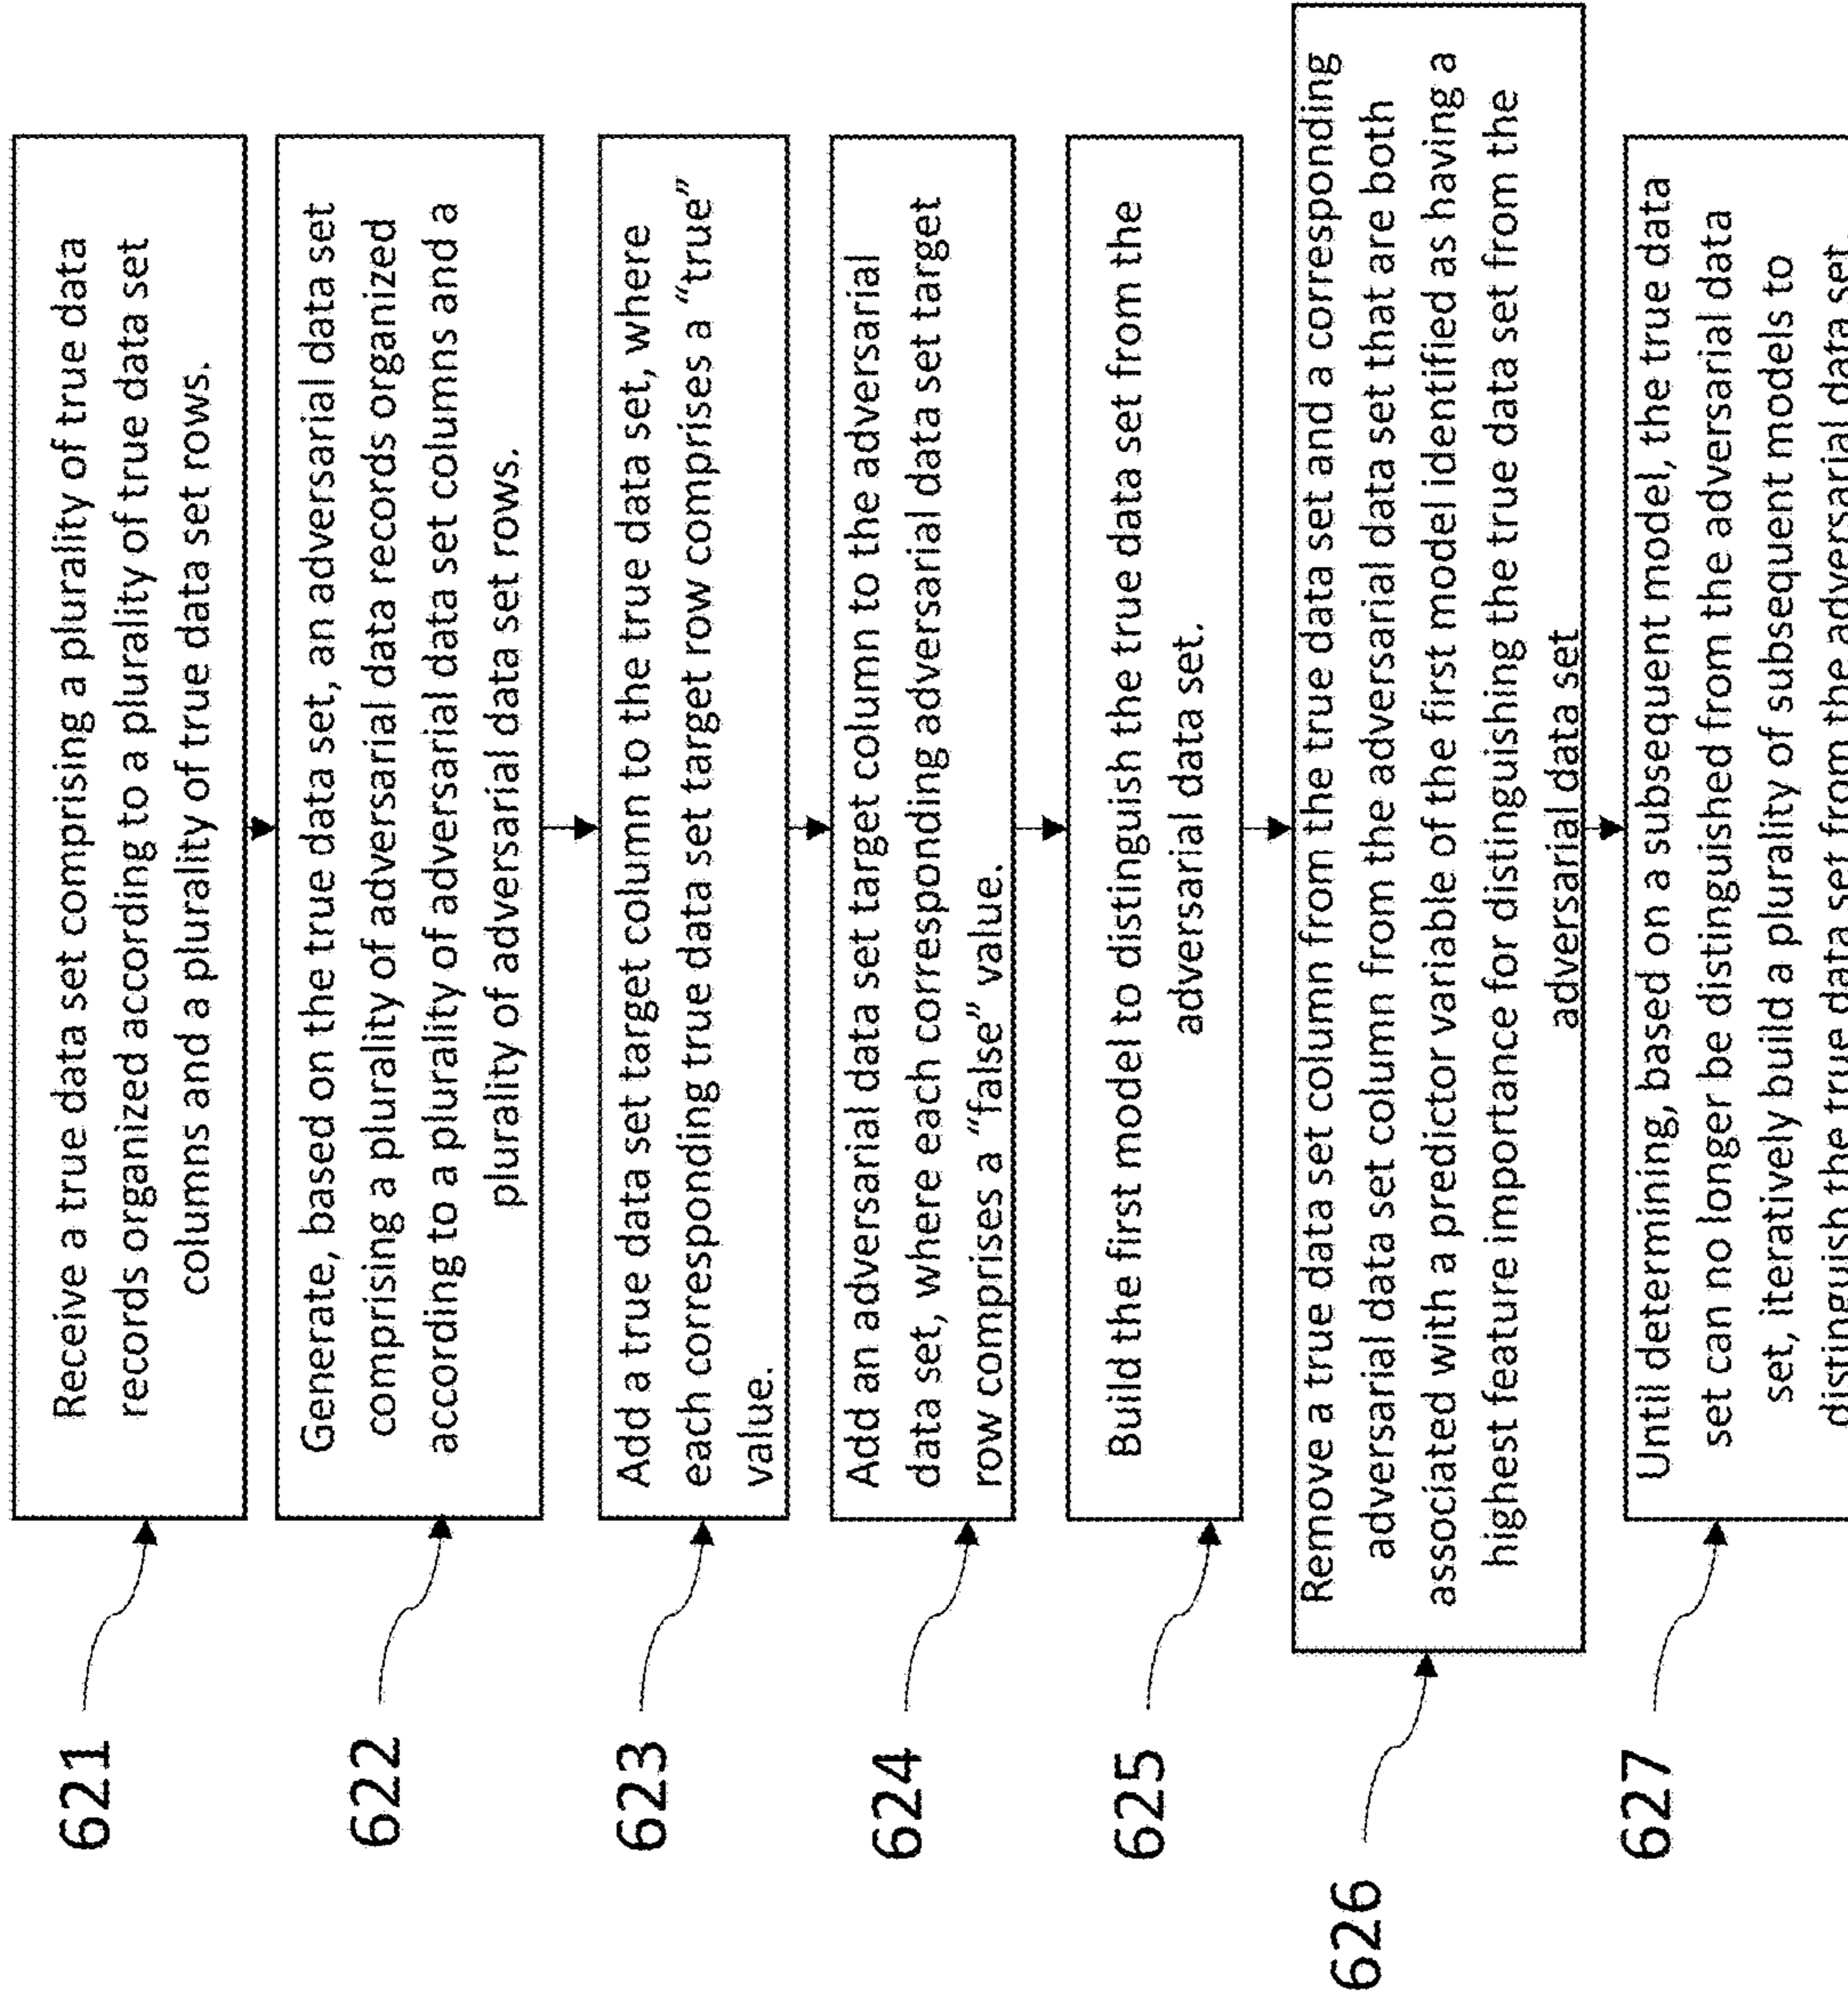 621
Receive a true data set comprising a plurality of true data
records organized according to a plurality of true data set
columns and a plurality of true data set rows.
622
Generate, based on the true data set, an adversarial data set
comprising a plurality of adversarial data records organized
according to a plurality of adversarial data set columns and a
plurality of adversarial data set rows.
623
Add a true data set target column to the true data set, where
each corresponding true data set target row comprises a “true”
value.
624
Add an adversarial data set target column to the adversarial
data set, where each corresponding adversarial data set target
row comprises a “false” value.
625
Build the first model to distinguish the true data set from the
adversarial data set.
626
Remove a true data set column from the true data set and a corresponding
adversarial data set column from the adversarial data set that are both
associated with a predictor variable of the first model identified as having a
highest feature importance for distinguishing the true data set from the
adversarial data set
627
Until determining, based on a subsequent model, the true data
set can no longer be distinguished from the adversarial data
set, iteratively build a plurality of subsequent models to
distinguish the true data set from the adversarial data set.